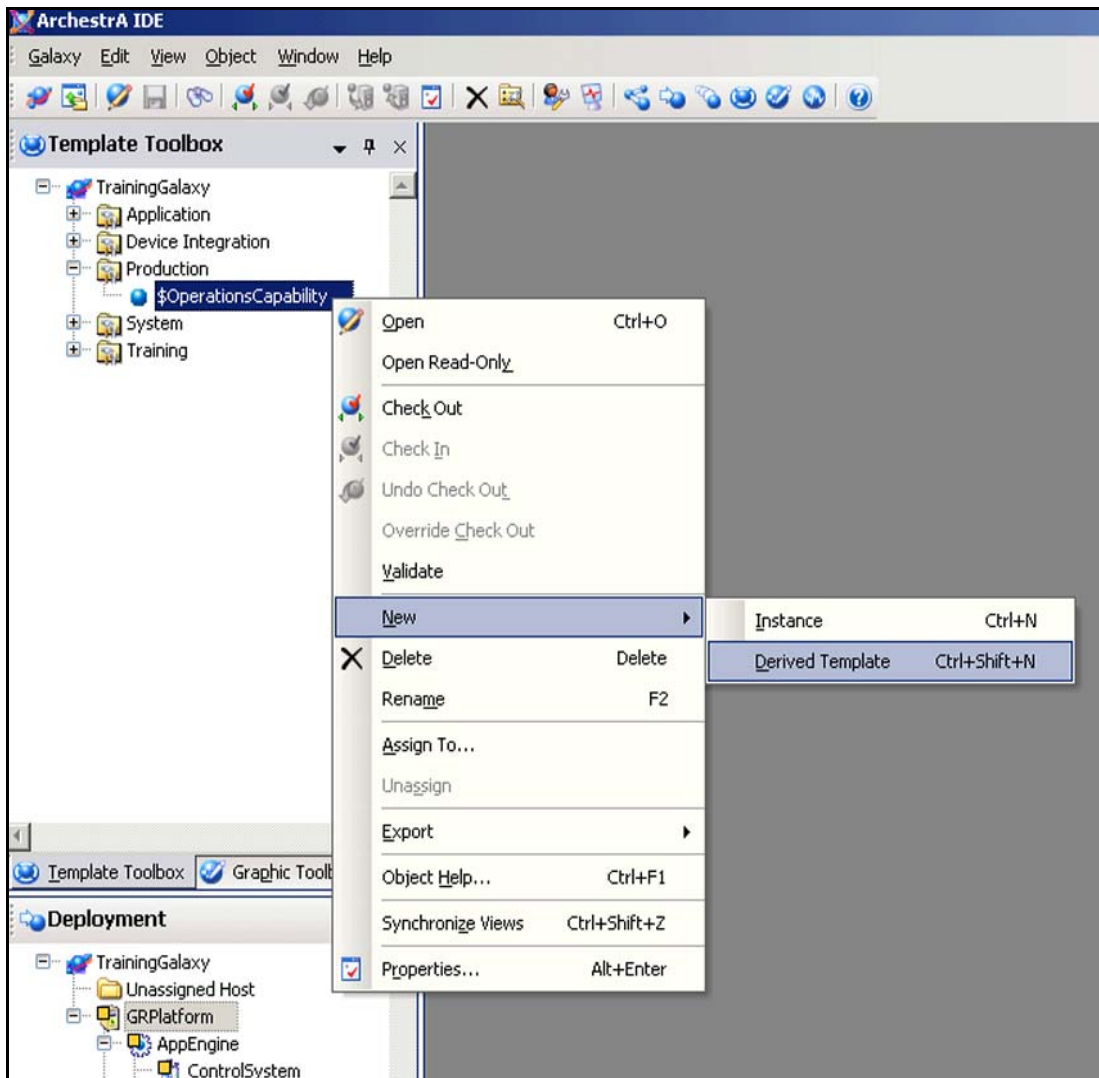 ArchestrA IDE
Galaxy Edit View Object Window Help
Template Toolbox
TrainingGalaxy
Application
Device Integration
Production
$OperationsCapability
System
Training
Open Ctrl+O
Open Read-Only
Check Out
Check In
Undo Check Out
Override Check Out
Validate
New
Instance Ctrl+N
Derived Template Ctrl+Shift+N
Delete Delete
Rename F2
Assign To...
Unassign
Export
Object Help... Ctrl+F1
Synchronize Views Ctrl+Shift+Z
Properties... Alt+Enter
Template Toolbox Graphic Toolb
Deployment
TrainingGalaxy
Unassigned Host
GRPlatform
AppEngine
ControlSystem